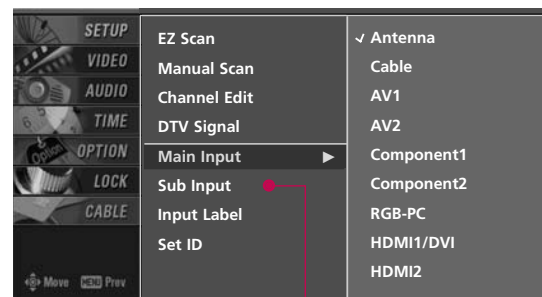 SETUP
VIDEO
AUDIO
TIME
OPTION
LOCK
CABLE
Move MENU Prev
EZ Scan
Manual Scan
Channel Edit
DTV Signal
Main Input ▶
Sub Input
Input Label
Set ID
✓ Antenna
Cable
AV1
AV2
Component1
Component2
RGB-PC
HDMI1/DVI
HDMI2